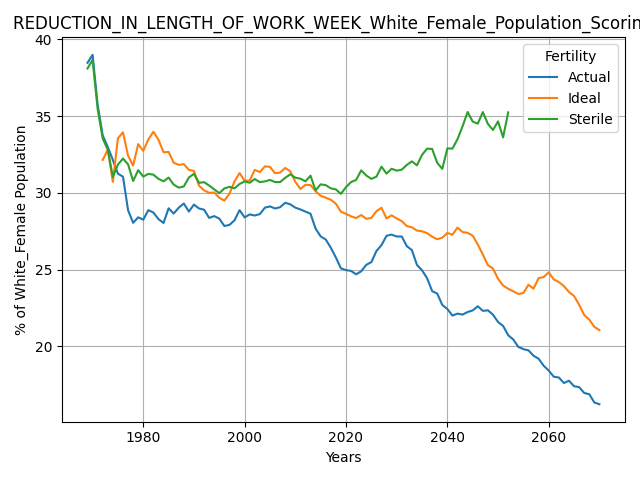 REDUCTION_IN_LENGTH_OF_WORK_WEEK_White_Female_Population_Scorin
% of White_Female Population
40
35
30
25
20
Fertility
Actual
Ideal
Sterile
1980
2000
2020
2040
2060
Years